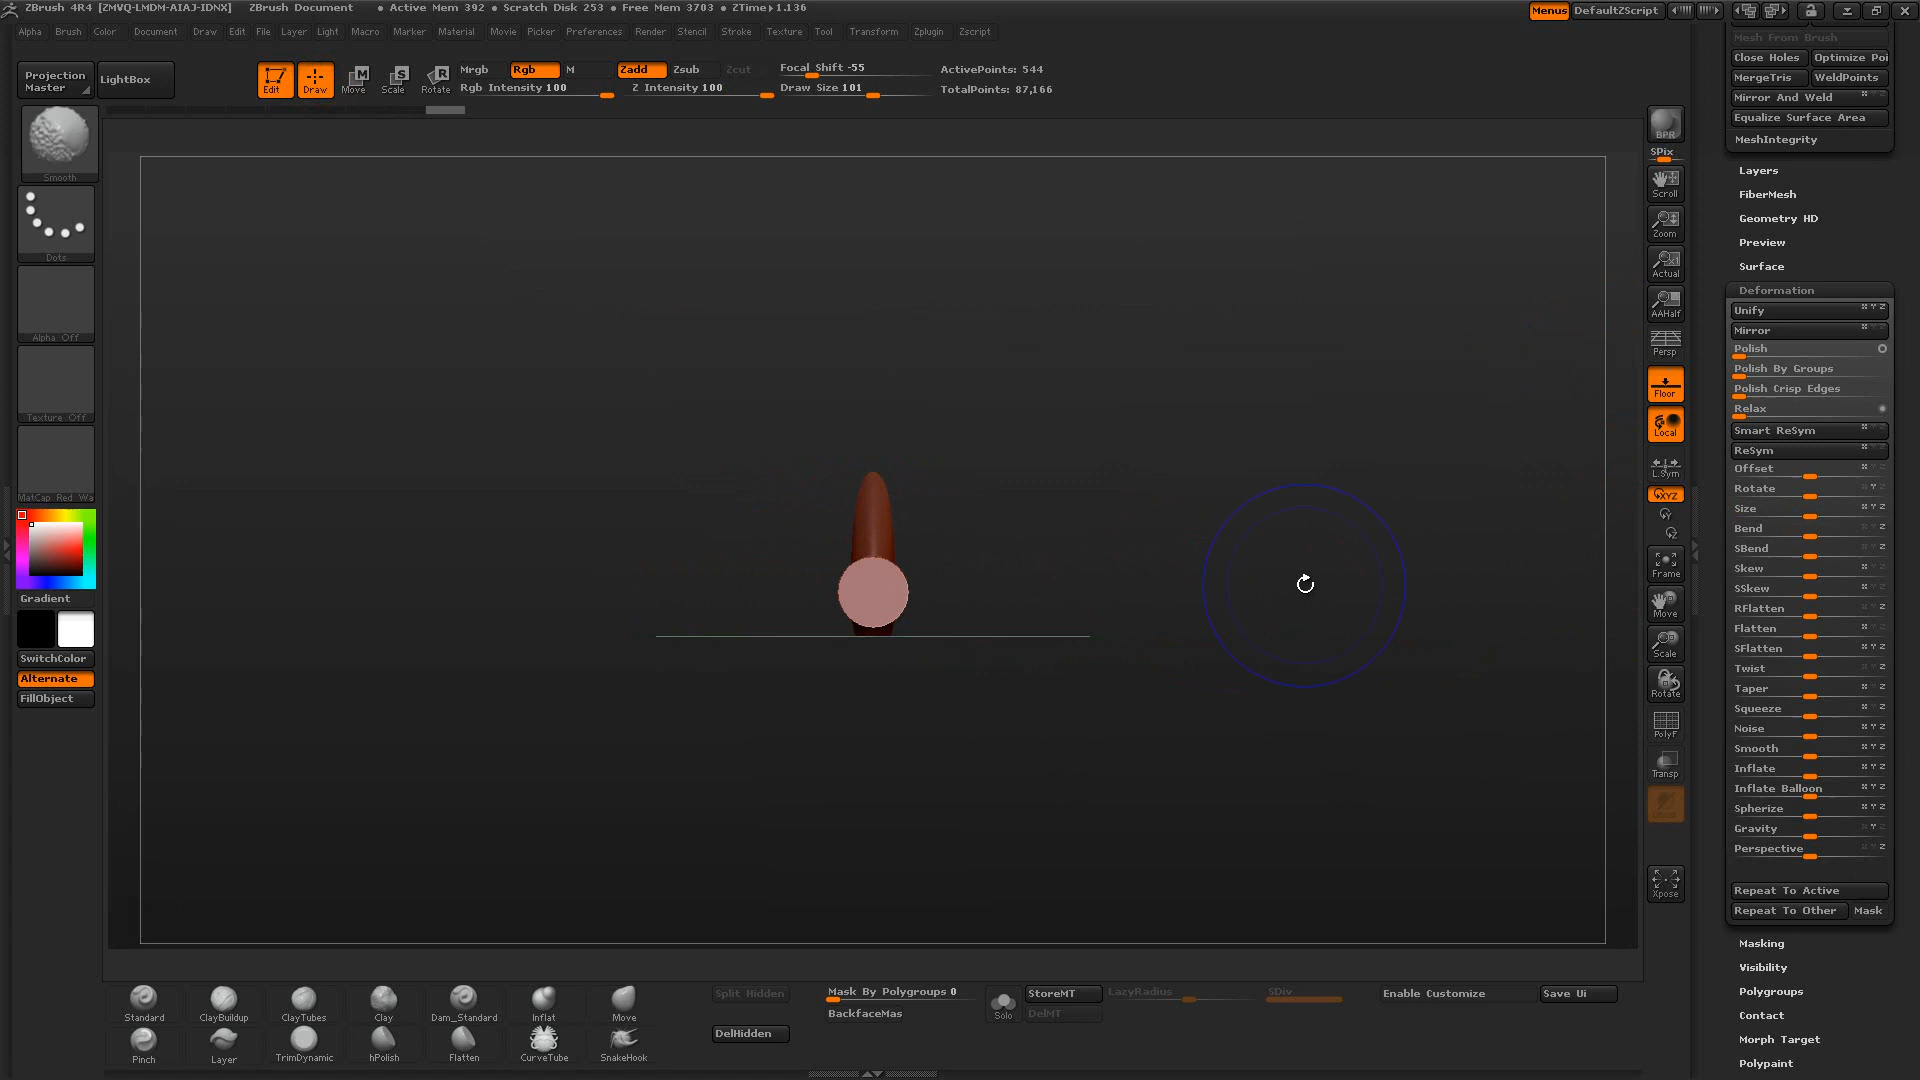 ZBrush 4R4 [ZMVQ-LMDM-AIAJ-IDNX] ZBrush Document • Active Mem 392 • Scratch Disk 253 • Free Mem 3703 • ZTime▸1.136 Menus DefaultZScript
Alpha Brush Color Document Draw Edit File Layer Light Macro Marker Material Movie Picker Preferences Render Stencil Stroke Texture Tool Transform Zplugin Zscript
Projection Master
LightBox
Edit Draw Move Scale Rotate
Mrgb Rgb M Zadd Zsub Zcut
Rgb Intensity 100 Z Intensity 100
Focal Shift -55
Draw Size 101
ActivePoints: 544
TotalPoints: 87,166
Smooth
Dots
Alpha Off
Texture Off
MatCap Red Wa
Gradient
SwitchColor
Alternate
FillObject
BPR
SPix
Scroll
Zoom
Actual
AAHalf
Persp
Floor
Local
L.Sym
XYZ
Y
Z
Frame
Move
Scale
Rotate
PolyF
Transp
Xpose
Mesh From Brush
Close Holes Optimize Poi
MergeTris WeldPoints
Mirror And Weld
Equalize Surface Area
MeshIntegrity
Layers
FiberMesh
Geometry HD
Preview
Surface
Deformation
Unify
Mirror
Polish
Polish By Groups
Polish Crisp Edges
Relax
Smart ReSym
ReSym
Offset
Rotate
Size
Bend
SBend
Skew
SSkew
RFlatten
Flatten
SFlatten
Twist
Taper
Squeeze
Noise
Smooth
Inflate
Inflate Balloon
Spherize
Gravity
Perspective
Repeat To Active
Repeat To Other Mask
Masking
Visibility
Polygroups
Contact
Morph Target
Polypaint
Standard ClayBuildup ClayTubes Clay Dam_Standard Inflat Move
Pinch Layer TrimDynamic hPolish Flatten CurveTube SnakeHook
Split Hidden
DelHidden
Mask By Polygroups 0
BackfaceMas
Solo
StoreMT
DelMT
LazyRadius
SDiv
Enable Customize
Save Ui